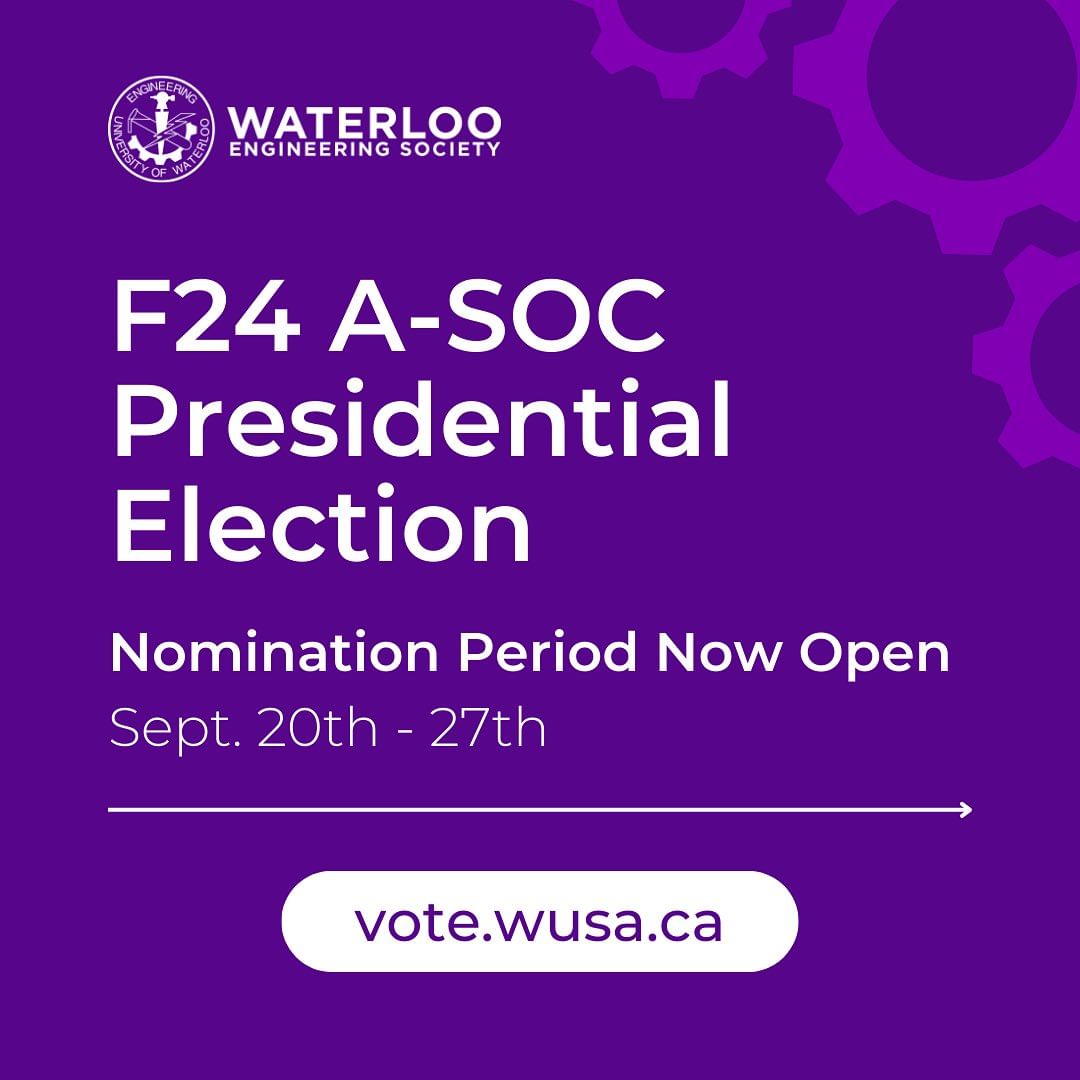 ENGINEERING
UNIVERSITY OF WATERLOO
WATERLOO
ENGINEERING SOCIETY
F24 A-SOC
Presidential
Election
Nomination Period Now Open
Sept. 20th - 27th
vote.wusa.ca